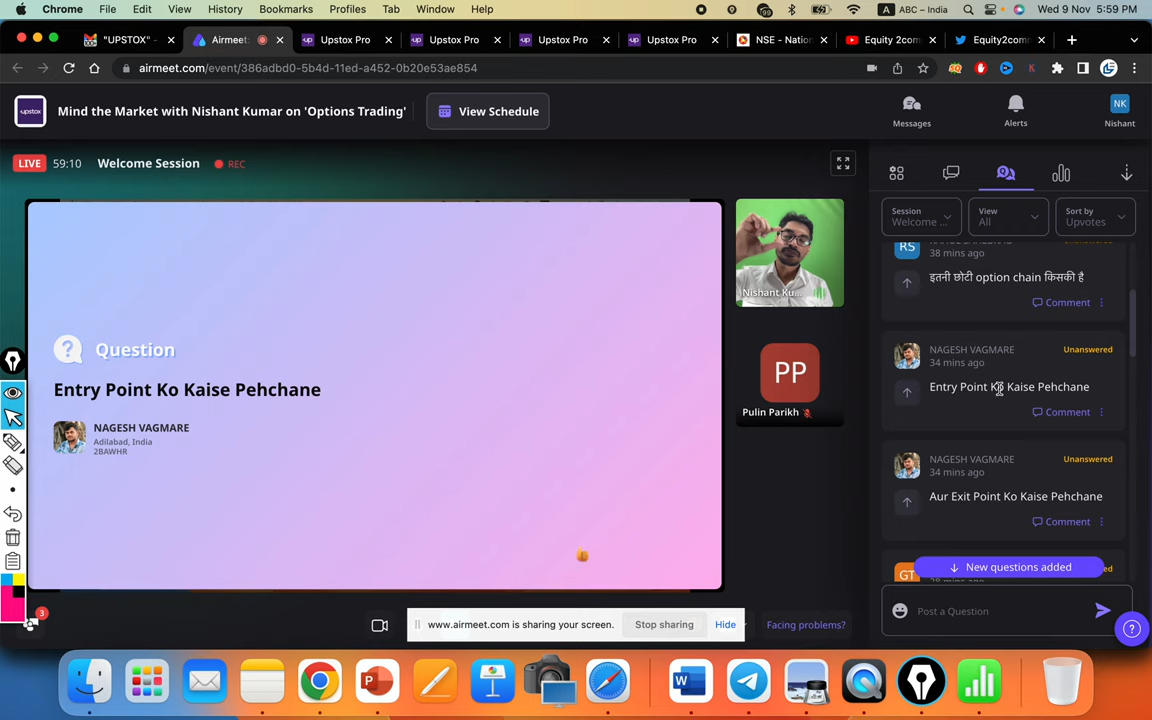 Chrome File Edit View History Bookmarks Profiles Tab Window Help
99
A ABC – India
Wed 9 Nov 5:59 PM
"UPSTOX" -
Airmeet:
Upstox Pro
Upstox Pro
Upstox Pro
Upstox Pro
NSE - Nation
Equity 2com
Equity2com
airmeet.com/event/386adbd0-5b4d-11ed-a452-0b20e53ae854
upstox
Mind the Market with Nishant Kumar on 'Options Trading'
View Schedule
NK
Messages
Alerts
Nishant
LIVE 59:10 Welcome Session REC
Session
Welcome ...
View
All
Sort by
Upvotes
RS
38 mins ago
इतनी छोटी option chain किसकी है
Comment
Nishant Ku...
? Question
Entry Point Ko Kaise Pehchane
NAGESH VAGMARE
Adilabad, India
2BAWHR
PP
Pulin Parikh
NAGESH VAGMARE
Unanswered
34 mins ago
Entry Point Ko Kaise Pehchane
Comment
NAGESH VAGMARE
Unanswered
34 mins ago
Aur Exit Point Ko Kaise Pehchane
Comment
GT
New questions added
3
www.airmeet.com is sharing your screen.
Stop sharing
Hide
Facing problems?
Post a Question
?